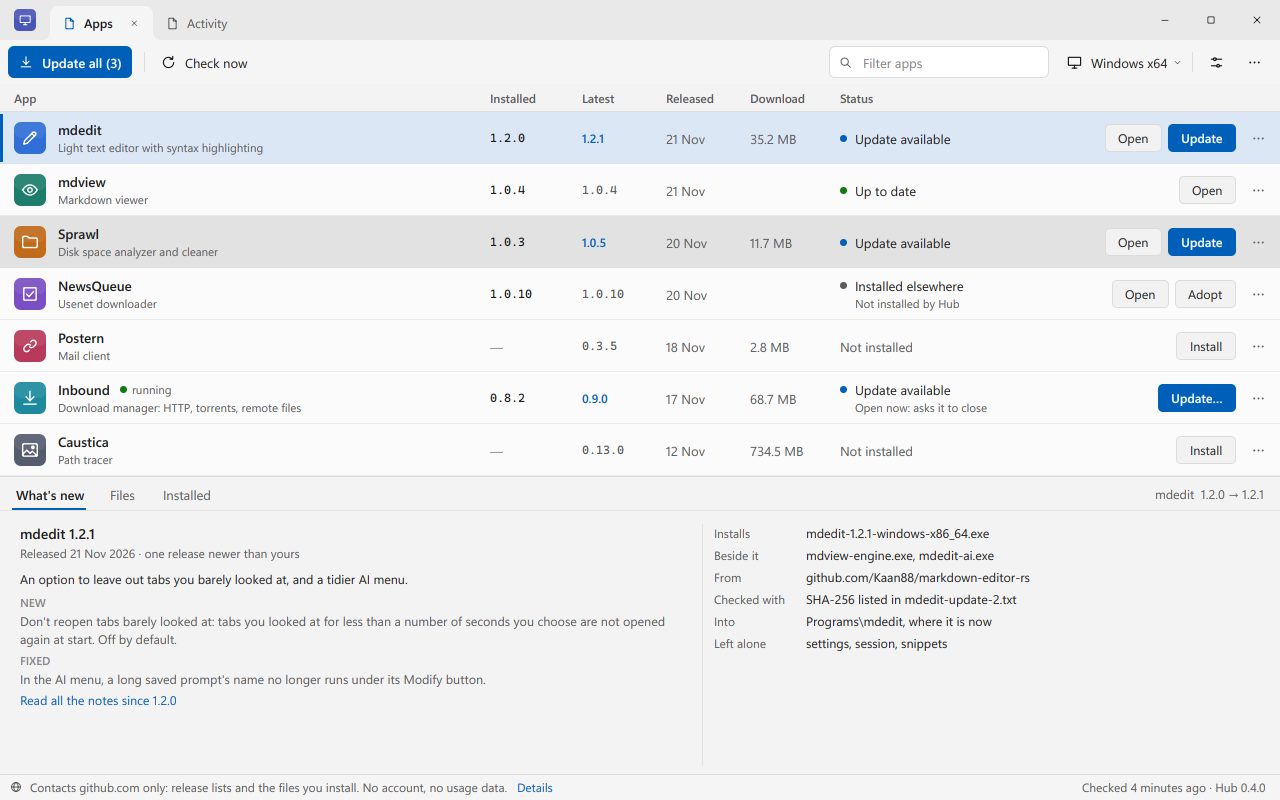 Apps
Activity
Update all (3)
Check now
Filter apps
Windows x64
App Installed Latest Released Download Status
mdedit
Light text editor with syntax highlighting
1.2.0 1.2.1 21 Nov 35.2 MB Update available Open Update
mdview
Markdown viewer
1.0.4 1.0.4 21 Nov Up to date Open
Sprawl
Disk space analyzer and cleaner
1.0.3 1.0.5 20 Nov 11.7 MB Update available Open Update
NewsQueue
Usenet downloader
1.0.10 1.0.10 20 Nov Installed elsewhere
Not installed by Hub
Open Adopt
Postern
Mail client
— 0.3.5 18 Nov 2.8 MB Not installed Install
Inbound running
Download manager: HTTP, torrents, remote files
0.8.2 0.9.0 17 Nov 68.7 MB Update available
Open now: asks it to close
Update...
Caustica
Path tracer
— 0.13.0 12 Nov 734.5 MB Not installed Install
What's new Files Installed
mdedit 1.2.0 → 1.2.1
mdedit 1.2.1
Released 21 Nov 2026 · one release newer than yours
An option to leave out tabs you barely looked at, and a tidier AI menu.
NEW
Don't reopen tabs barely looked at: tabs you looked at for less than a number of seconds you choose are not opened
again at start. Off by default.
FIXED
In the AI menu, a long saved prompt's name no longer runs under its Modify button.
Read all the notes since 1.2.0
Installs mdedit-1.2.1-windows-x86_64.exe
Beside it mdview-engine.exe, mdedit-ai.exe
From github.com/Kaan88/markdown-editor-rs
Checked with SHA-256 listed in mdedit-update-2.txt
Into Programs\mdedit, where it is now
Left alone settings, session, snippets
Contacts github.com only: release lists and the files you install. No account, no usage data. Details
Checked 4 minutes ago · Hub 0.4.0